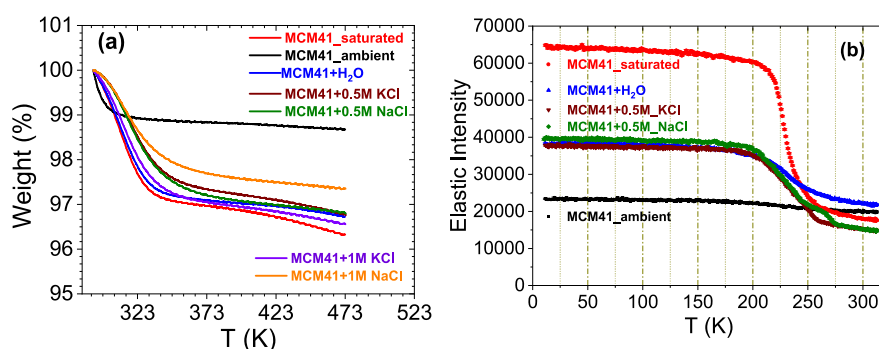 (a)
MCM41_saturated
MCM41_ambient
MCM41+H₂O
MCM41+0.5M KCl
MCM41+0.5M NaCl
MCM41+1M KCl
MCM41+1M NaCl
Weight (%)
101
100
99
98
97
96
95
323 373 423 473 523
T (K)
(b)
MCM41_saturated
MCM41+H₂O
MCM41+0.5M_KCl
MCM41+0.5M_NaCl
MCM41_ambient
Elastic Intensity
70000
60000
50000
40000
30000
20000
10000
0
0 50 100 150 200 250 300
T (K)